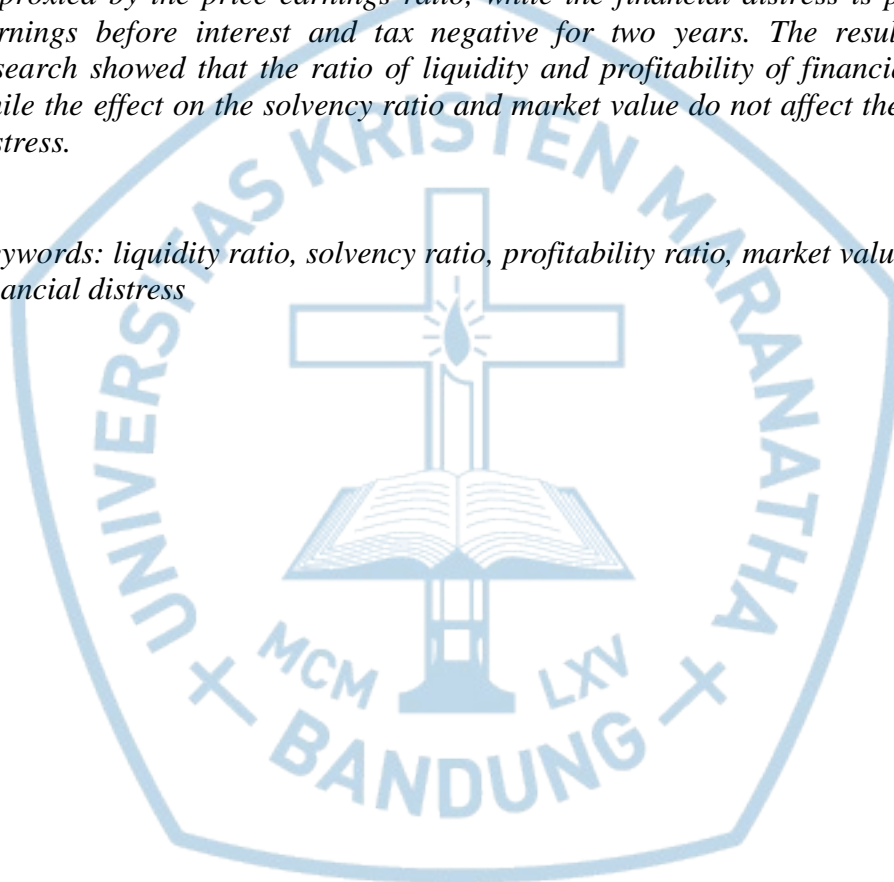 proxied by the price earnings ratio, while the financial distress is p
rnings before interest and tax negative for two years. The resul
search showed that the ratio of liquidity and profitability of financia
ile the effect on the solvency ratio and market value do not affect the
stress.
ywords: liquidity ratio, solvency ratio, profitability ratio, market valu
ancial distress
UNIVERSITAS KRISTEN MARANATHA
MCM LXV
BANDUNG